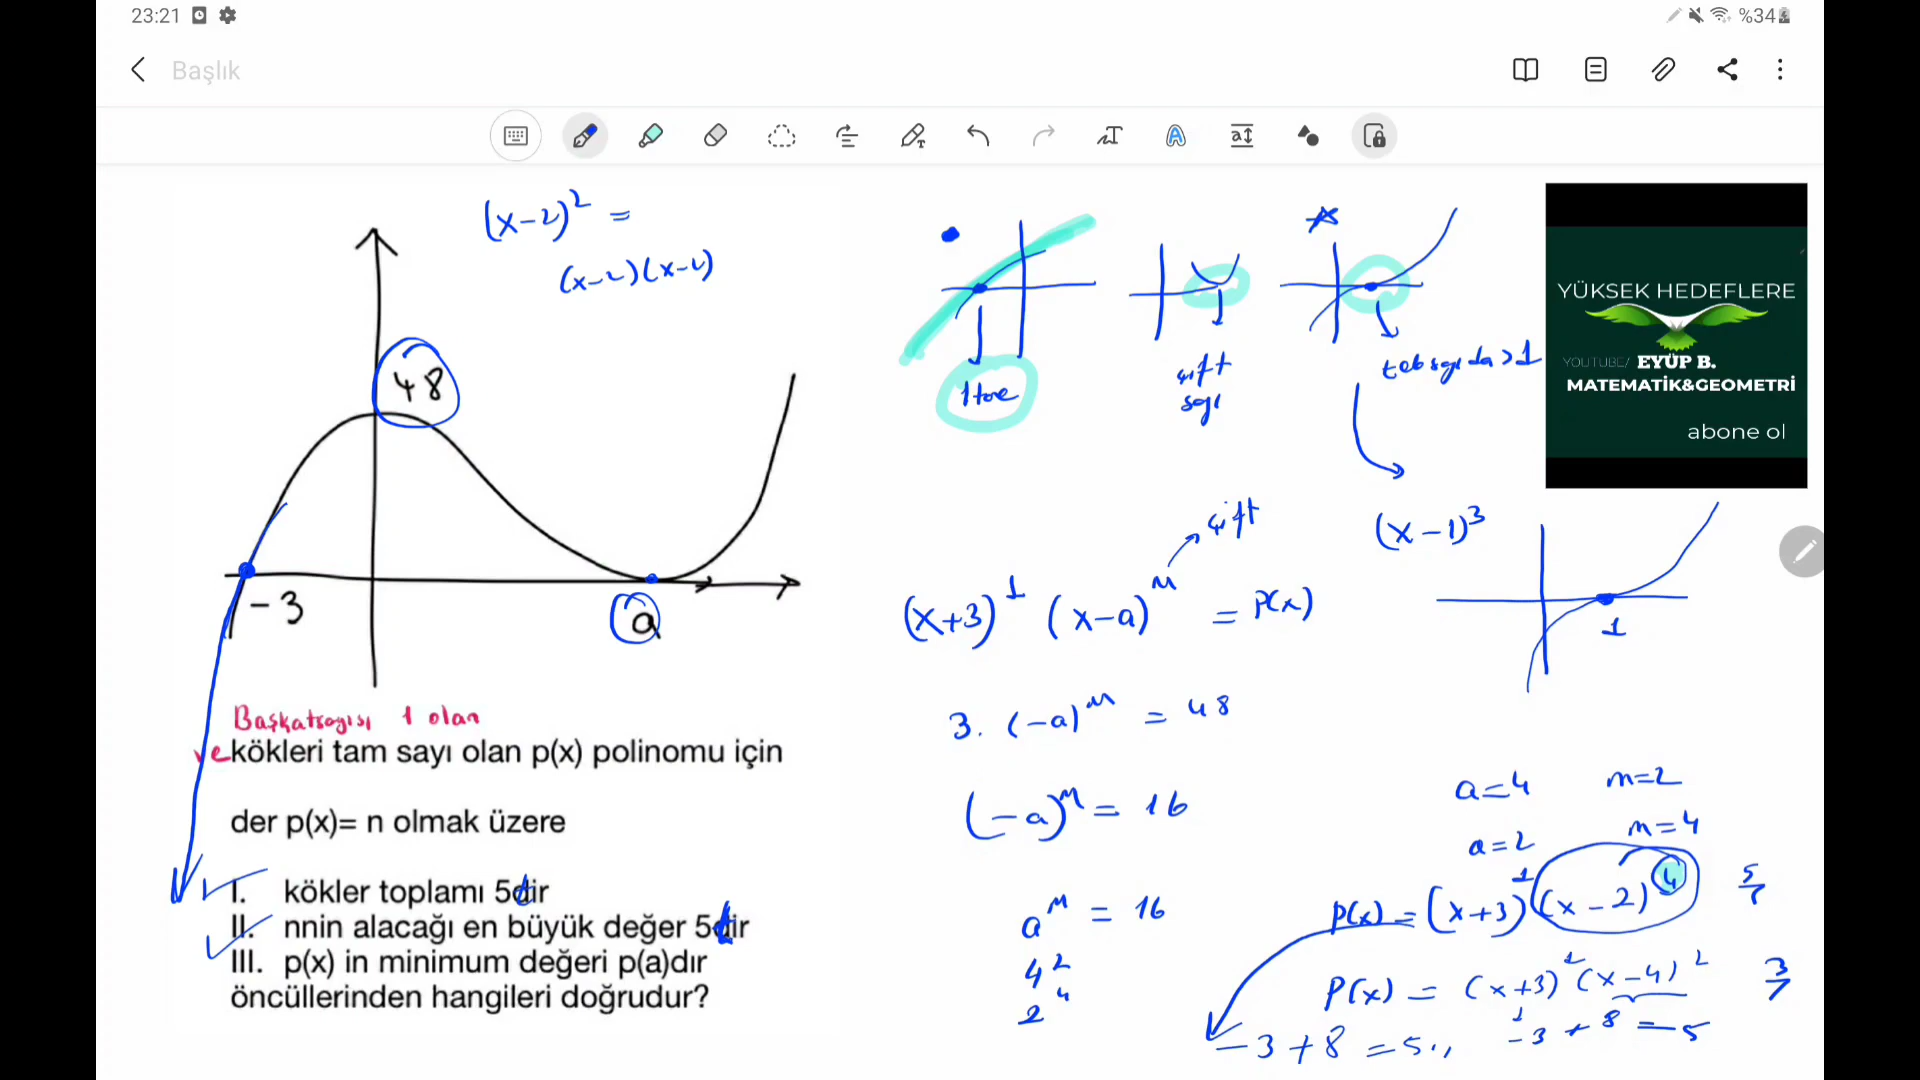 23:21
%34
Başlık
(x-2)² =
(x-2)(x-2)
48
-3
a
Başkatsayısı 1 olan
ve kökleri tam sayı olan p(x) polinomu için
der p(x)= n olmak üzere
I. kökler toplamı 5dir
II. nnin alacağı en büyük değer 5dir
III. p(x) in minimum değeri p(a)dır
öncüllerinden hangileri doğrudur?
1 tane
çift
sayı
tek sayı da >1
(x-1)³
1
çift
(x+3)¹ (x-a)ᵐ = P(x)
3. (-a)ᵐ = 48
(-a)ᵐ = 16
aᵐ = 16
4²
2⁴
a=4 m=2
a=2 m=4
p(x) = (x+3)¹ (x-2)⁴ 5
P(x) = (x+3)¹ (x-4)² 3
-3 + 8 = 5
-3 + 8 = 5
YÜKSEK HEDEFLERE
YOUTUBE/ EYÜP B.
MATEMATİK&GEOMETRİ
abone ol